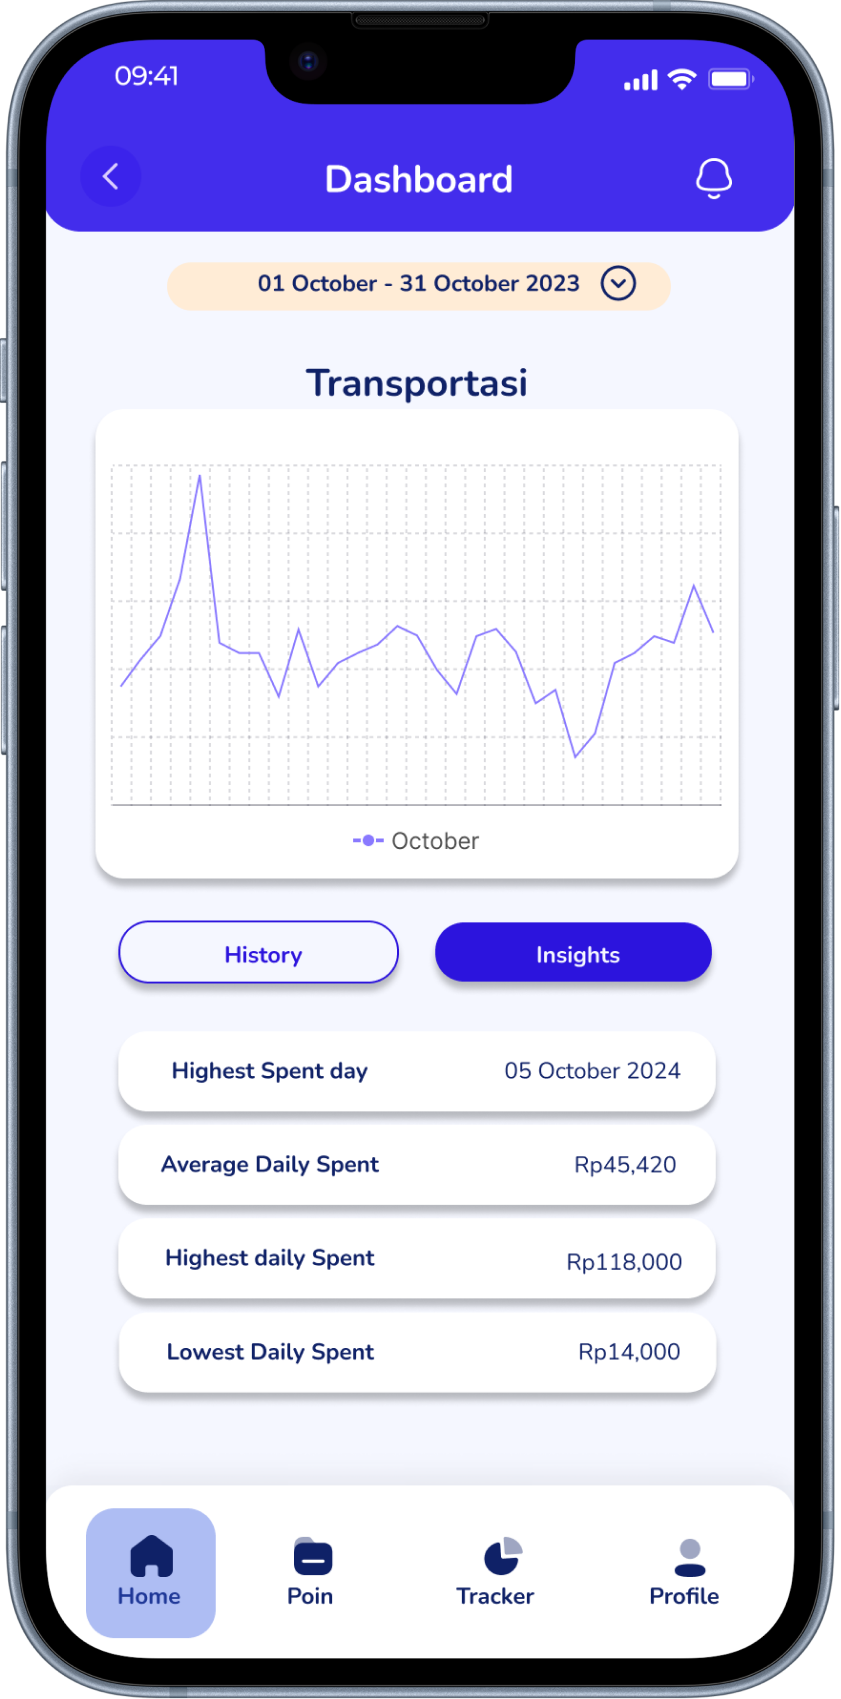 09:41
Dashboard
01 October - 31 October 2023
Transportasi
October
History Insights
Highest Spent day 05 October 2024
Average Daily Spent Rp45,420
Highest daily Spent Rp118,000
Lowest Daily Spent Rp14,000
Home Poin Tracker Profile